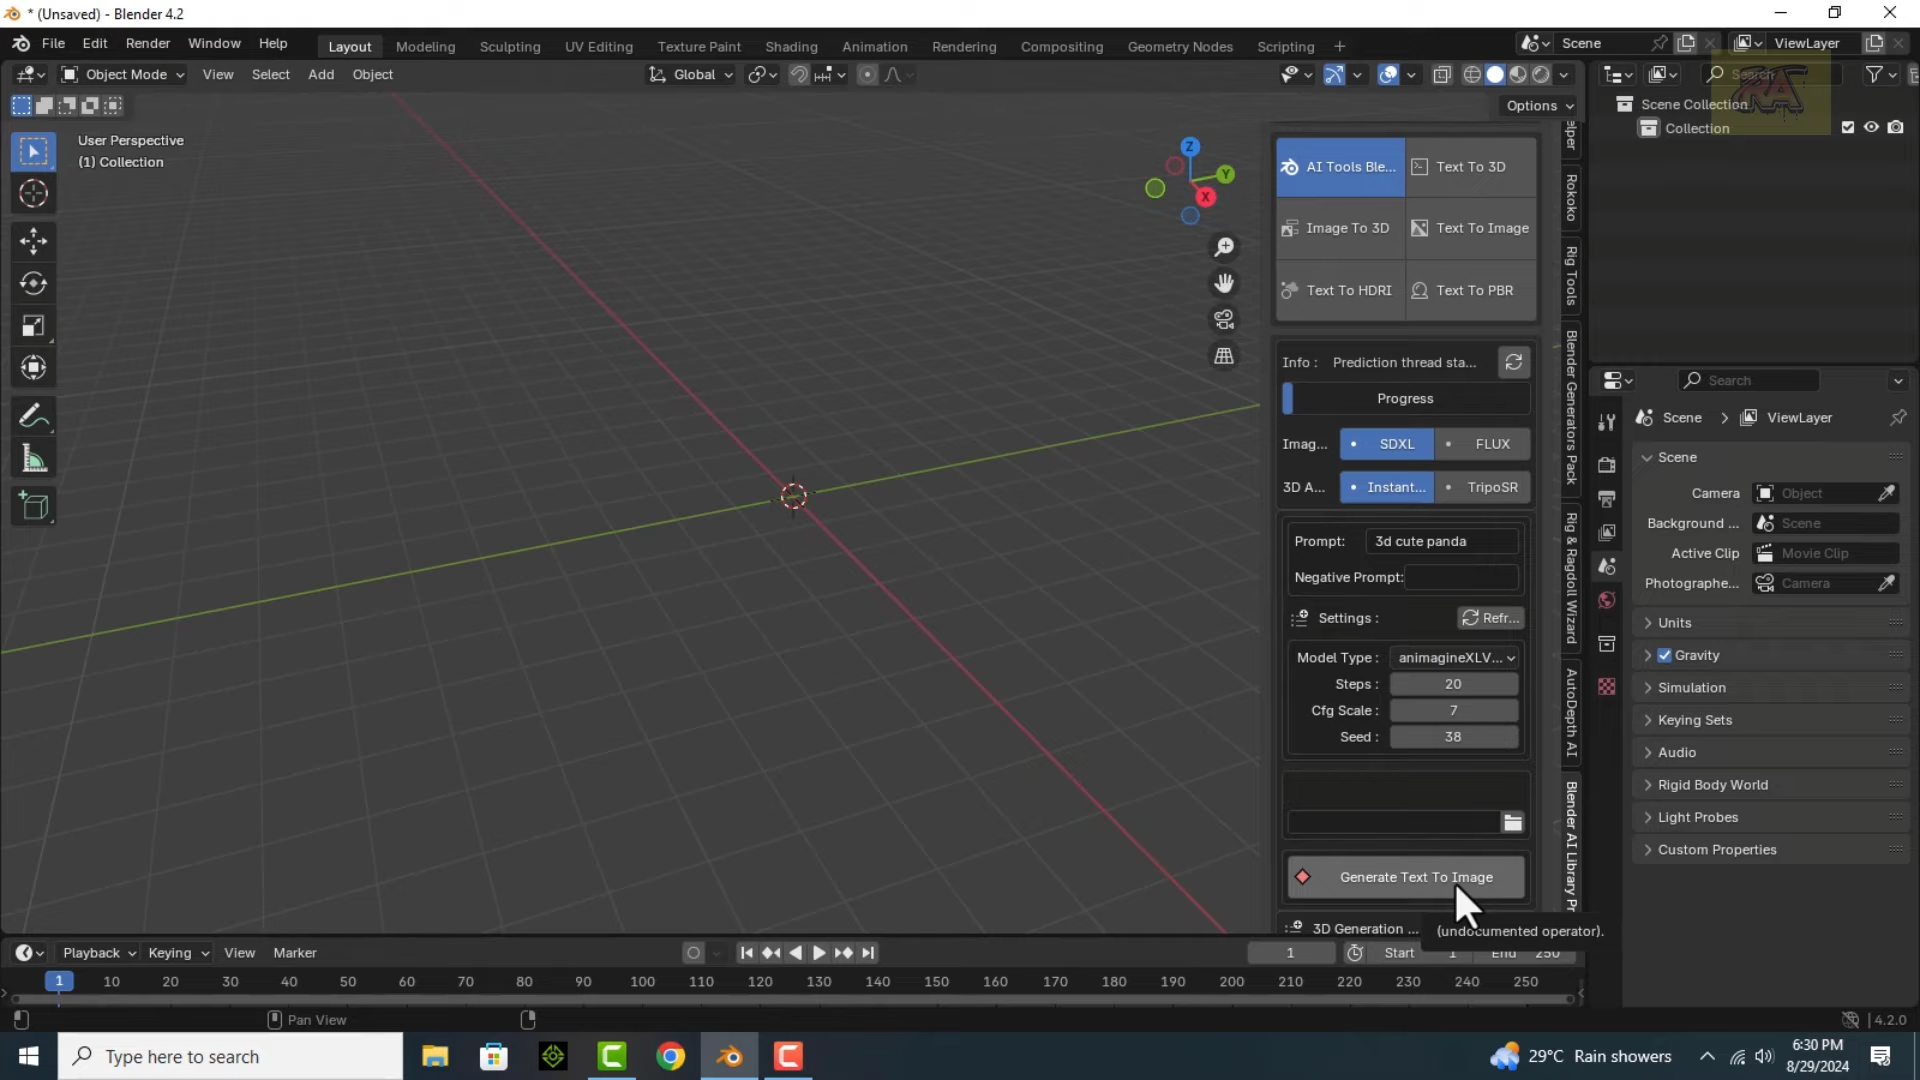 * (Unsaved) - Blender 4.2
File Edit Render Window Help Layout Modeling Sculpting UV Editing Texture Paint Shading Animation Rendering Compositing Geometry Nodes Scripting + Scene ViewLayer
Object Mode View Select Add Object Global Search
Options
User Perspective
(1) Collection
Scene Collection
Collection
Z
Y
X
AI Tools Ble... Text To 3D
Image To 3D Text To Image
Text To HDRI Text To PBR
Rokoko
Rig Tools
Blender Generators Pack
Rig & Ragdoll Wizard
AutoDepth AI
Blender AI Library Pr
Info : Prediction thread sta...
Progress
Imag... SDXL FLUX
3D A... Instant... TripoSR
Prompt: 3d cute panda
Negative Prompt:
Settings : Refr...
Model Type : animagineXLV...
Steps : 20
Cfg Scale : 7
Seed : 38
Generate Text To Image
3D Generation ...
(undocumented operator).
Search
Scene > ViewLayer
Scene
Camera Object
Background ... Scene
Active Clip Movie Clip
Photographe... Camera
Units
Gravity
Simulation
Keying Sets
Audio
Rigid Body World
Light Probes
Custom Properties
Playback Keying View Marker 1 Start 1 End 250
1 10 20 30 40 50 60 70 80 90 100 110 120 130 140 150 160 170 180 190 200 210 220 230 240 250
Pan View 4.2.0
Type here to search
29°C Rain showers
6:30 PM
8/29/2024